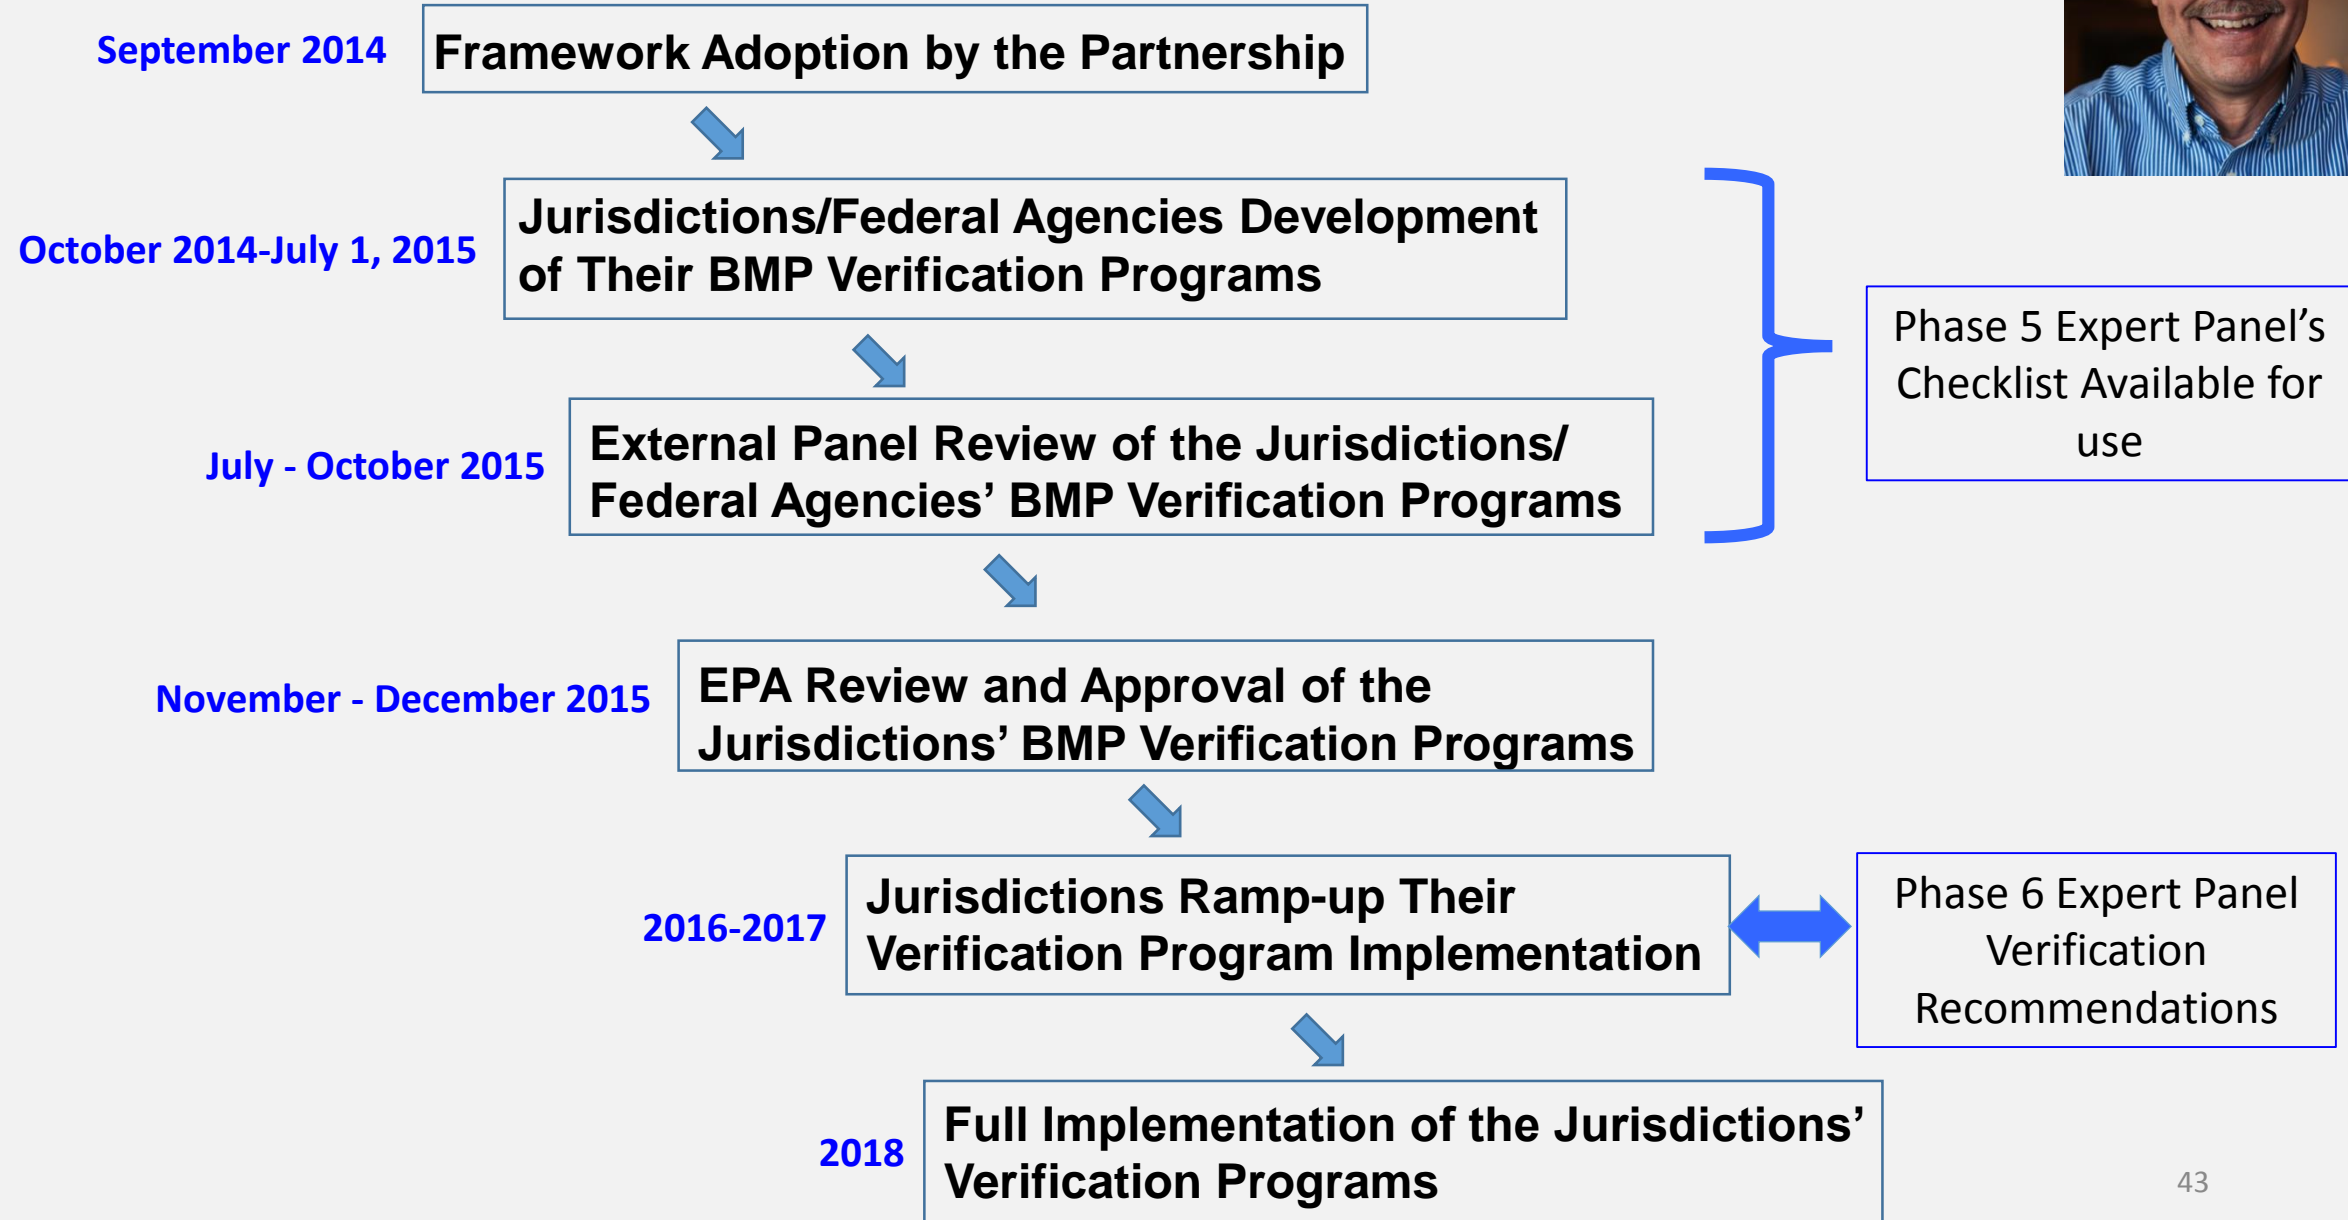 September 2014
Framework Adoption by the Partnership
October 2014-July 1, 2015
Jurisdictions/Federal Agencies Development
of Their BMP Verification Programs
Phase 5 Expert Panel’s
Checklist Available for
use
July - October 2015
External Panel Review of the Jurisdictions/
Federal Agencies’ BMP Verification Programs
November - December 2015
EPA Review and Approval of the
Jurisdictions’ BMP Verification Programs
2016-2017
Jurisdictions Ramp-up Their
Verification Program Implementation
Phase 6 Expert Panel
Verification
Recommendations
2018
Full Implementation of the Jurisdictions’
Verification Programs
43